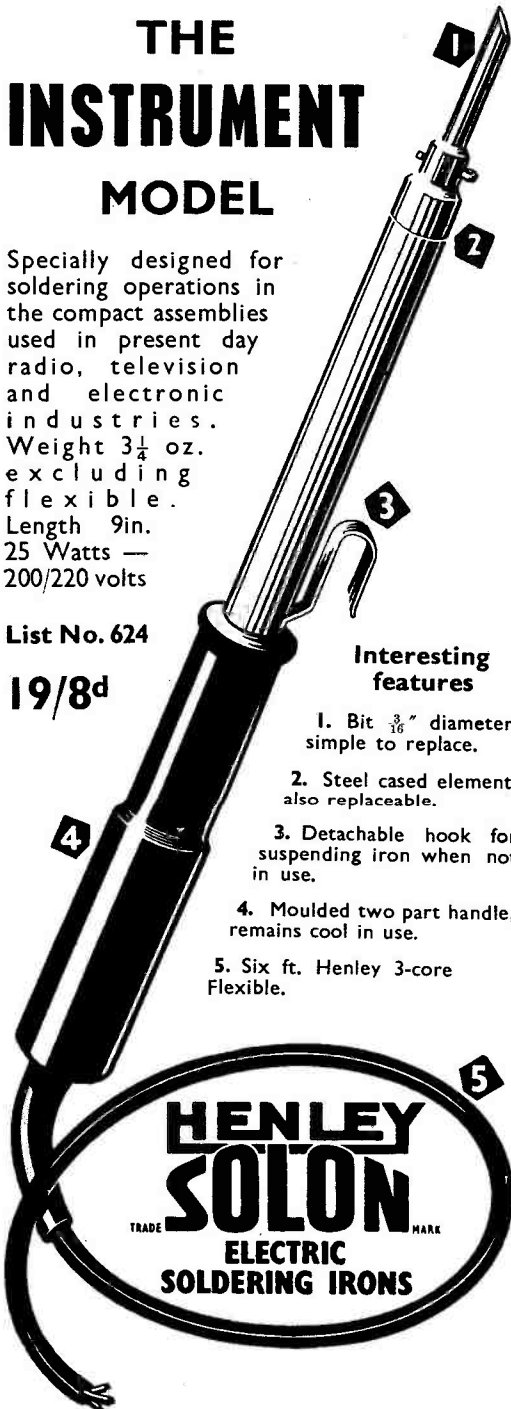 THE
INSTRUMENT
MODEL
1
2
Specially designed for
soldering operations in
the compact assemblies
used in present day
radio, television
and electronic
industries.
Weight 3¼ oz.
excluding
flexible.
Length 9in.
25 Watts —
200/220 volts
3
List No. 624
19/8d
Interesting
features
1. Bit 3/16″ diameter
simple to replace.
2. Steel cased element
also replaceable.
3. Detachable hook for
suspending iron when not
in use.
4
4. Moulded two part handle,
remains cool in use.
5. Six ft. Henley 3-core
Flexible.
5
HENLEY
SOLON
TRADE MARK
ELECTRIC
SOLDERING IRONS